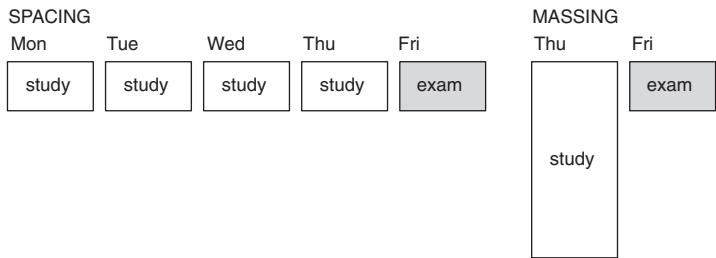 SPACING
Mon Tue Wed Thu Fri
study study study study exam
MASSING
Thu Fri
exam
study